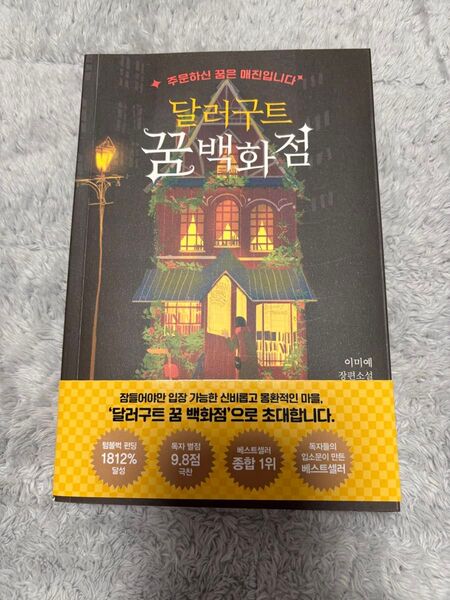 주문하신 꿈은 매진입니다
달러구트
꿈 백화점
이미예
장편소설
잠들어야만 입장 가능한 신비롭고 몽환적인 마을,
'달러구트 꿈 백화점'으로 초대합니다.
텀블벅 펀딩
1812%
달성
독자 평점
9.8점
극찬
베스트셀러
종합 1위
독자들의
입소문이 만든
베스트셀러